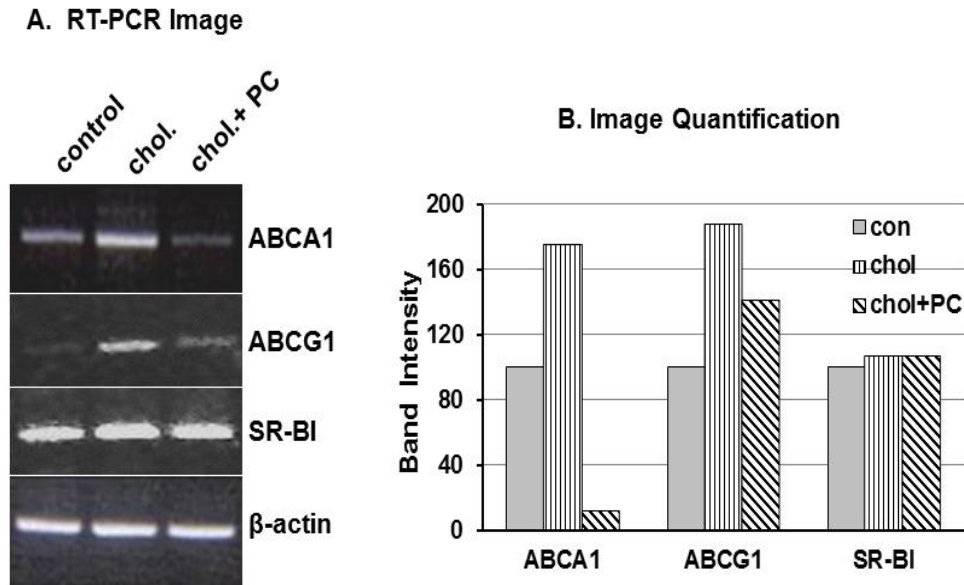 A. RT-PCR Image
control
chol.
chol.+ PC
ABCA1
ABCG1
SR-BI
β-actin
B. Image Quantification
Band Intensity
200
160
120
80
40
0
con
chol
chol+PC
ABCA1
ABCG1
SR-BI